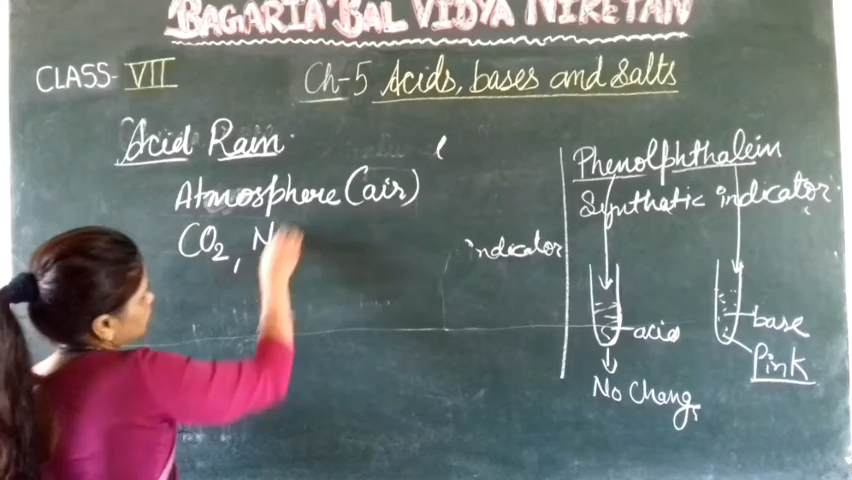 BAGARIA BAL VIDYA NIKETAN
CLASS- VII
Ch-5 Acids, bases and Salts
Acid Rain.
Atmosphere (air)
CO2, N
indicator
Phenolphthalein
Synthetic indicator.
acid
base
Pink
No Chang,